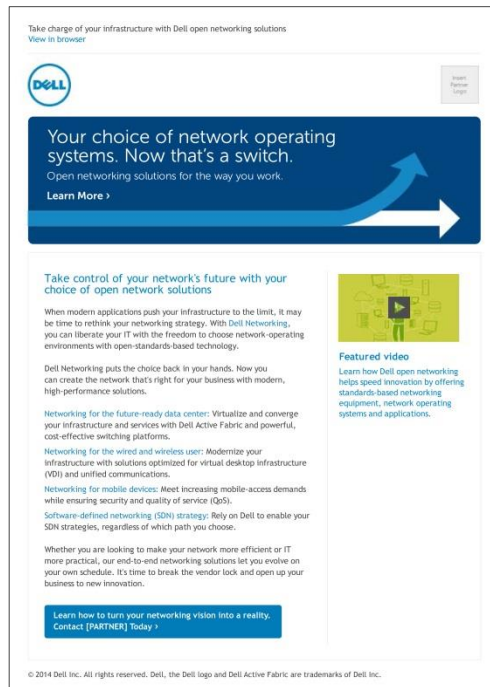 Take charge of your infrastructure with Dell open networking solutions
View in browser
DELL
Insert
Partner
Logo
Your choice of network operating
systems. Now that's a switch.
Open networking solutions for the way you work.
Learn More ›
Take control of your network's future with your
choice of open network solutions
When modern applications push your infrastructure to the limit, it may
be time to rethink your networking strategy. With Dell Networking,
you can liberate your IT with the freedom to choose network-operating
environments with open-standards-based technology.
Dell Networking puts the choice back in your hands. Now you
can create the network that's right for your business with modern,
high-performance solutions.
Networking for the future-ready data center: Virtualize and converge
your infrastructure and services with Dell Active Fabric and powerful,
cost-effective switching platforms.
Networking for the wired and wireless user: Modernize your
infrastructure with solutions optimized for virtual desktop infrastructure
(VDI) and unified communications.
Networking for mobile devices: Meet increasing mobile-access demands
while ensuring security and quality of service (QoS).
Software-defined networking (SDN) strategy: Rely on Dell to enable your
SDN strategies, regardless of which path you choose.
Whether you are looking to make your network more efficient or IT
more practical, our end-to-end networking solutions let you evolve on
your own schedule. It's time to break the vendor lock and open up your
business to new innovation.
Learn how to turn your networking vision into a reality.
Contact [PARTNER] Today ›
Featured video
Learn how Dell open networking
helps speed innovation by offering
standards-based networking
equipment, network operating
systems and applications.
© 2014 Dell Inc. All rights reserved. Dell, the Dell logo and Dell Active Fabric are trademarks of Dell Inc.